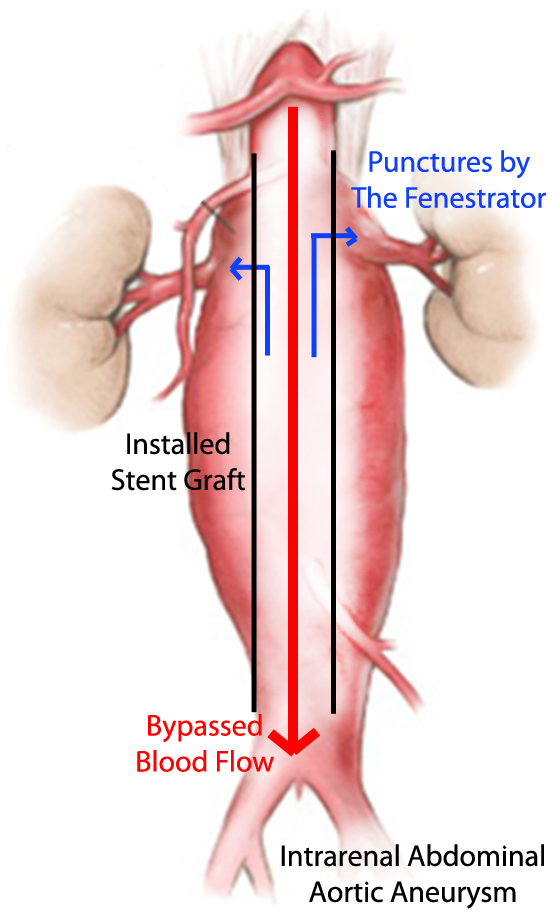 Punctures by
The Fenestrator
Installed
Stent Graft
Bypassed
Blood Flow
Intrarenal Abdominal
Aortic Aneurysm